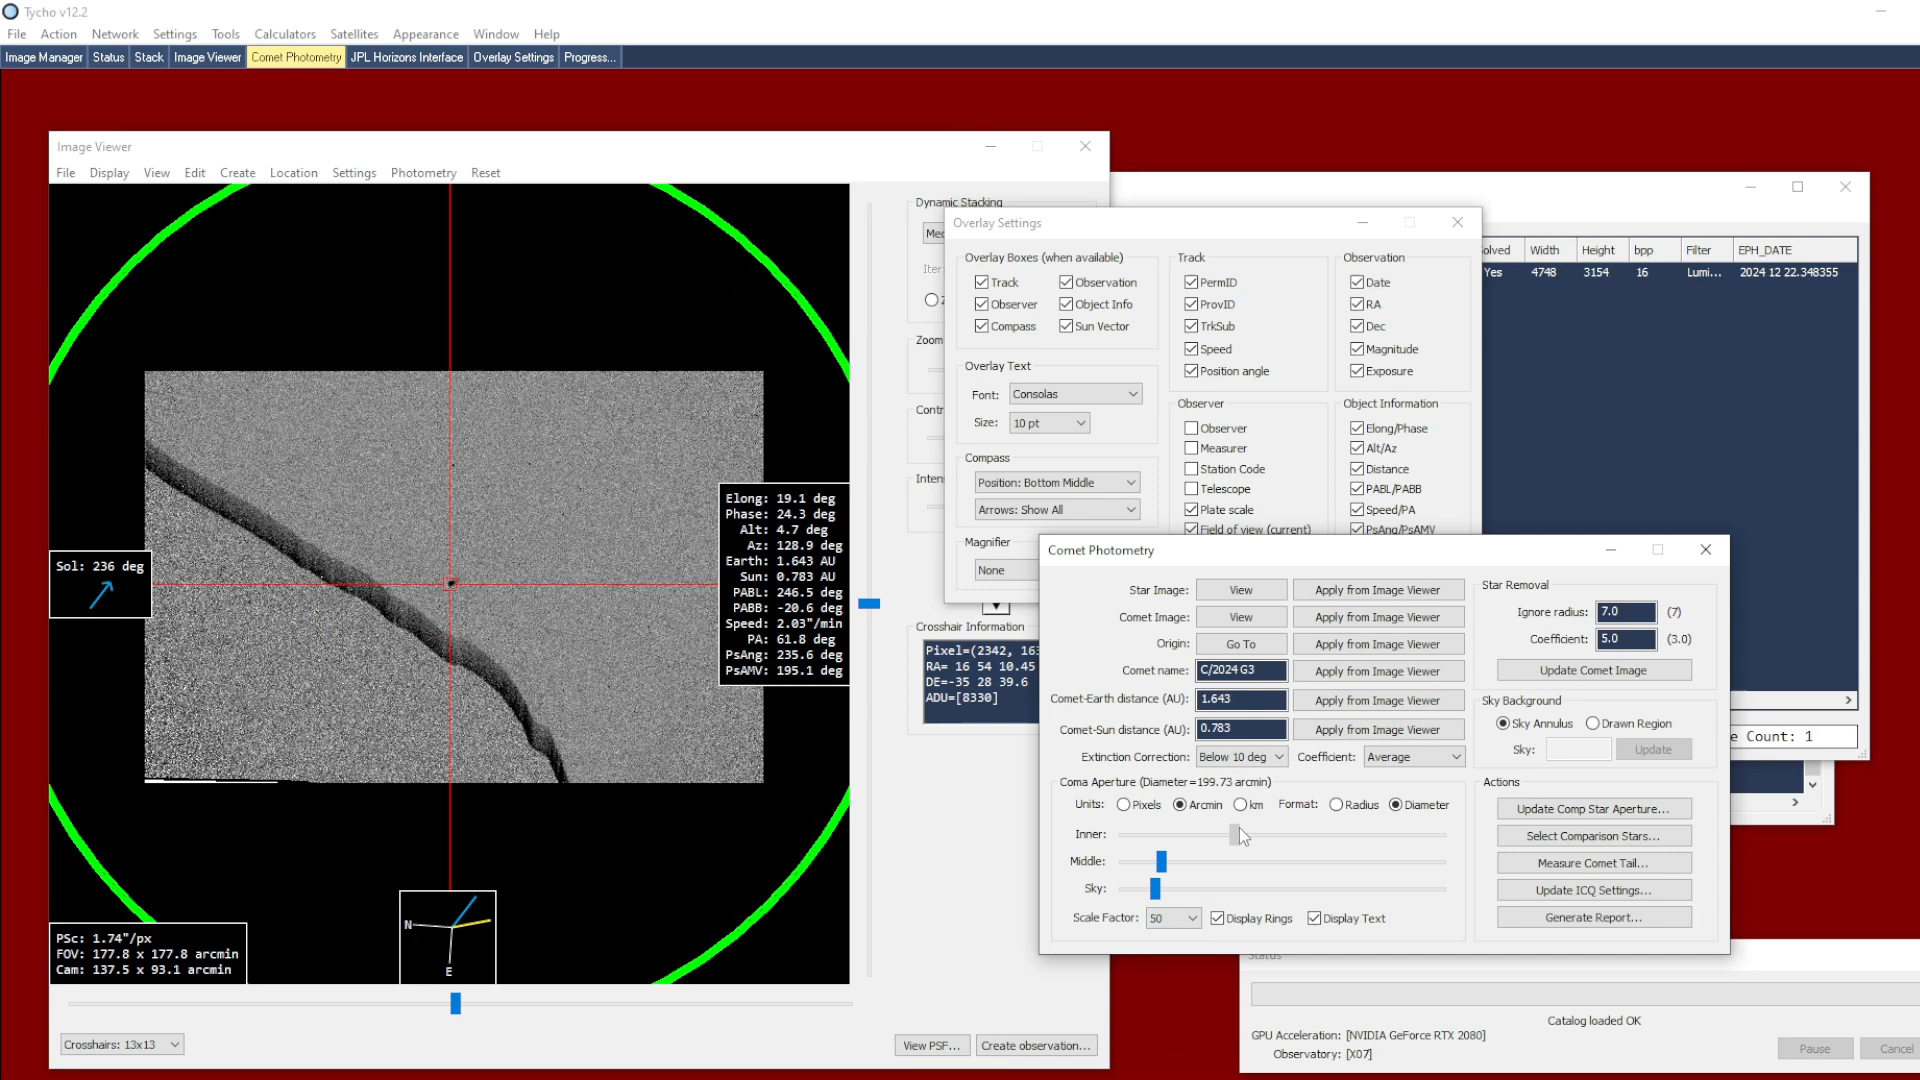 Tycho v12.2
File Action Network Settings Tools Calculators Satellites Appearance Window Help
Image Manager Status Stack Image Viewer Comet Photometry JPL Horizons Interface Overlay Settings Progress...
Image Viewer
File Display View Edit Create Location Settings Photometry Reset
Elong: 19.1 deg
Phase: 24.3 deg
Alt: 4.7 deg
Az: 128.9 deg
Earth: 1.643 AU
Sun: 0.783 AU
PABL: 246.5 deg
PABB: -20.6 deg
Speed: 2.03"/min
PA: 61.8 deg
PsAng: 235.6 deg
PsAMV: 195.1 deg
Sol: 236 deg
PSc: 1.74"/px
FOV: 177.8 x 177.8 arcmin
Cam: 137.5 x 93.1 arcmin
N
E
Crosshairs: 13x13
View PSF... Create observation...
Dynamic Stacking
Zoom
Crosshair Information
Pixel=(2342, 
RA= 16 54 10.45
DE=-35 28 39.6
ADU=[8330]
Overlay Settings
Overlay Boxes (when available)
Track Observation
Observer Object Info
Compass Sun Vector
Overlay Text
Font: Consolas
Size: 10 pt
Compass
Position: Bottom Middle
Arrows: Show All
Magnifier
None
Track
PermID
ProvID
TrkSub
Speed
Position angle
Observer
Observer
Measurer
Station Code
Telescope
Plate scale
Field of view (current)
Observation
Date
RA
Dec
Magnitude
Exposure
Object Information
Elong/Phase
Alt/Az
Distance
PABL/PABB
Speed/PA
PsAng/PsAMV
Width Height bpp Filter EPH_DATE
Yes 4748 3154 16 Lumi... 2024 12 22.348355
Count: 1
Comet Photometry
Star Image: View Apply from Image Viewer
Comet Image: View Apply from Image Viewer
Origin: Go To Apply from Image Viewer
Comet name: C/2024 G3 Apply from Image Viewer
Comet-Earth distance (AU): 1.643 Apply from Image Viewer
Comet-Sun distance (AU): 0.783 Apply from Image Viewer
Extinction Correction: Below 10 deg Coefficient: Average
Coma Aperture (Diameter=199.73 arcmin)
Units: Pixels Arcmin km Format: Radius Diameter
Inner:
Middle:
Sky:
Scale Factor: 50 Display Rings Display Text
Star Removal
Ignore radius: 7.0 (7)
Coefficient: 5.0 (3.0)
Update Comet Image
Sky Background
Sky Annulus Drawn Region
Sky: Update
Actions
Update Comp Star Aperture...
Select Comparison Stars...
Measure Comet Tail...
Update ICQ Settings...
Generate Report...
Status
Catalog loaded OK
GPU Acceleration: [NVIDIA GeForce RTX 2080]
Observatory: [X07]
Pause Cancel